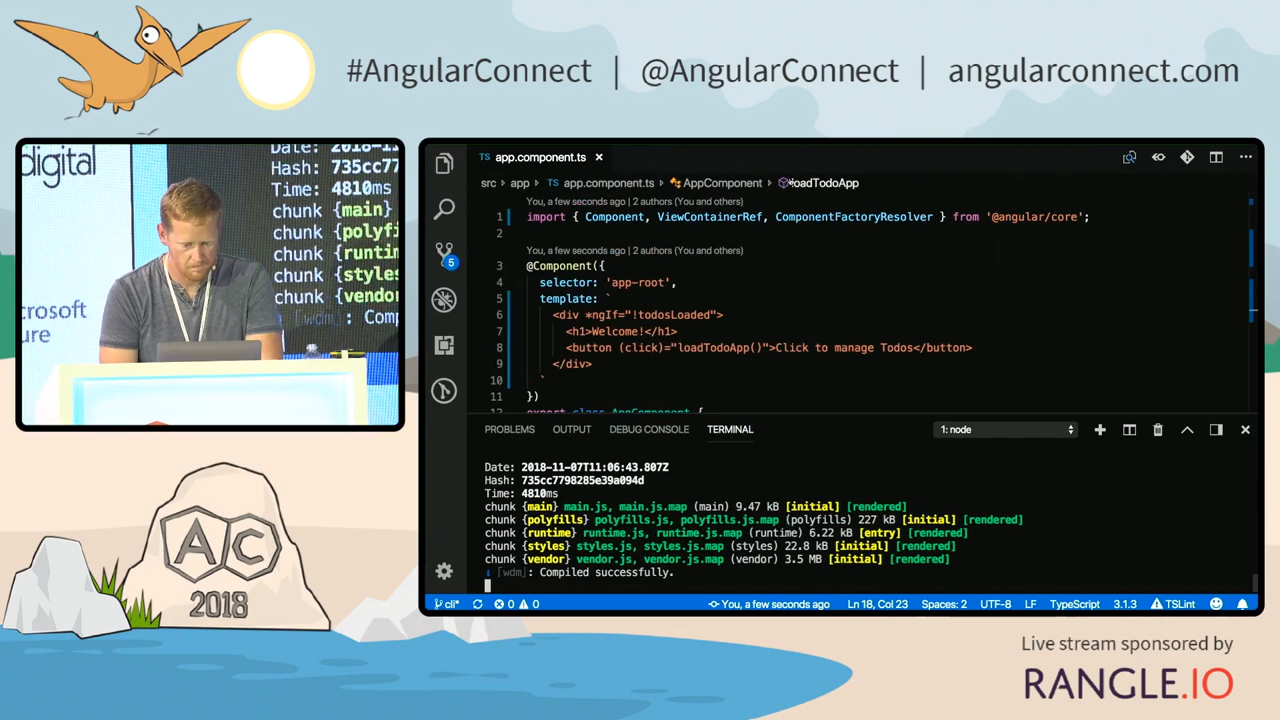 #AngularConnect | @AngularConnect | angularconnect.com
digital
crosoft
ure
Hash: 735cc77
Time: 4810ms
chunk {main}
chunk {polyfi
chunk {runtim
chunk {styles
chunk {vendor
TS app.component.ts
src › app › TS app.component.ts › AppComponent › loadTodoApp
You, a few seconds ago | 2 authors (You and others)
1 import { Component, ViewContainerRef, ComponentFactoryResolver } from '@angular/core';
2
You, a few seconds ago | 2 authors (You and others)
3 @Component({
4 selector: 'app-root',
5 template: `
6 <div *ngIf="!todosLoaded">
7 <h1>Welcome!</h1>
8 <button (click)="loadTodoApp()">Click to manage Todos</button>
9 </div>
10 `
11 })
12 export class AppComponent {
5
PROBLEMS OUTPUT DEBUG CONSOLE TERMINAL 1: node
Date: 2018-11-07T11:06:43.807Z
Hash: 735cc7798285e39a094d
Time: 4810ms
chunk {main} main.js, main.js.map (main) 9.47 kB [initial] [rendered]
chunk {polyfills} polyfills.js, polyfills.js.map (polyfills) 227 kB [initial] [rendered]
chunk {runtime} runtime.js, runtime.js.map (runtime) 6.22 kB [entry] [rendered]
chunk {styles} styles.js, styles.js.map (styles) 22.8 kB [initial] [rendered]
chunk {vendor} vendor.js, vendor.js.map (vendor) 3.5 MB [initial] [rendered]
ℹ ｢wdm｣: Compiled successfully.
cli* 0 0 You, a few seconds ago Ln 18, Col 23 Spaces: 2 UTF-8 LF TypeScript 3.1.3 TSLint
AC
2018
Live stream sponsored by
RANGLE.IO